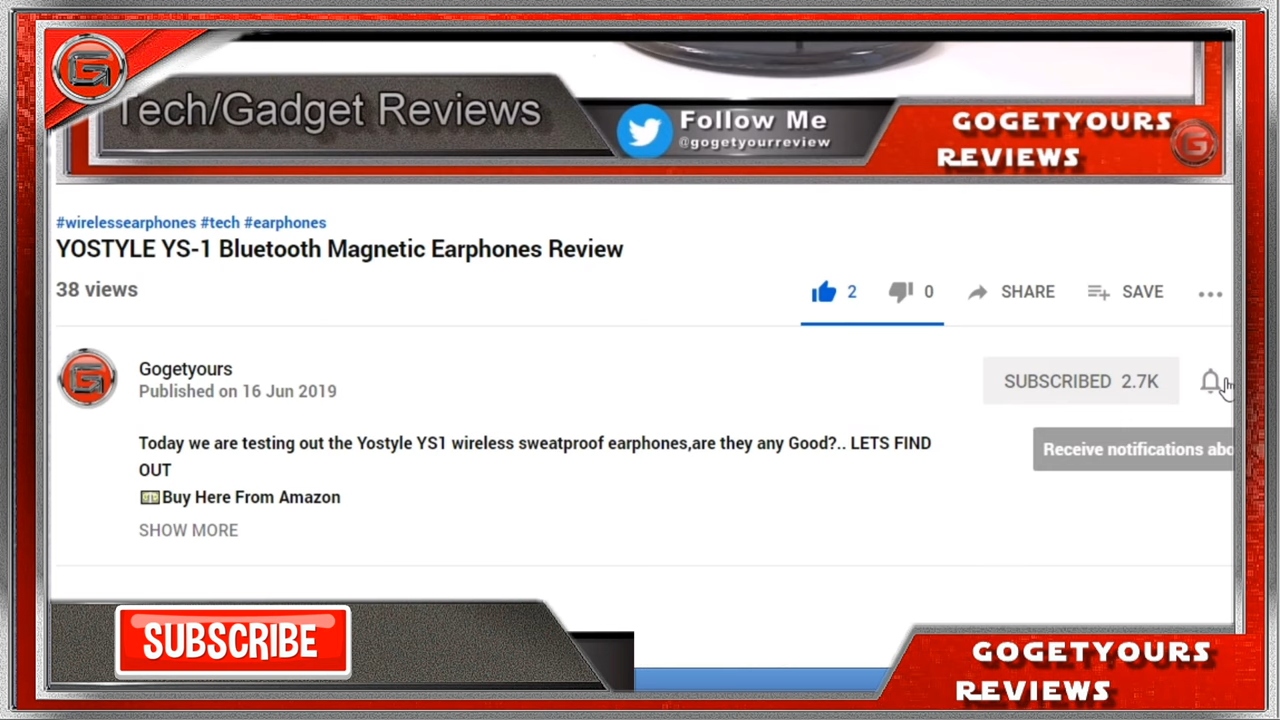 Tech/Gadget Reviews
Follow Me
@gogetyourreview
GOGETYOURS
REVIEWS
#wirelessearphones #tech #earphones
YOSTYLE YS-1 Bluetooth Magnetic Earphones Review
38 views
2
0
SHARE
SAVE
Gogetyours
Published on 16 Jun 2019
SUBSCRIBED 2.7K
Today we are testing out the Yostyle YS1 wireless sweatproof earphones,are they any Good?.. LETS FIND
OUT
Receive notifications abo
Buy Here From Amazon
SHOW MORE
SUBSCRIBE
GOGETYOURS
REVIEWS